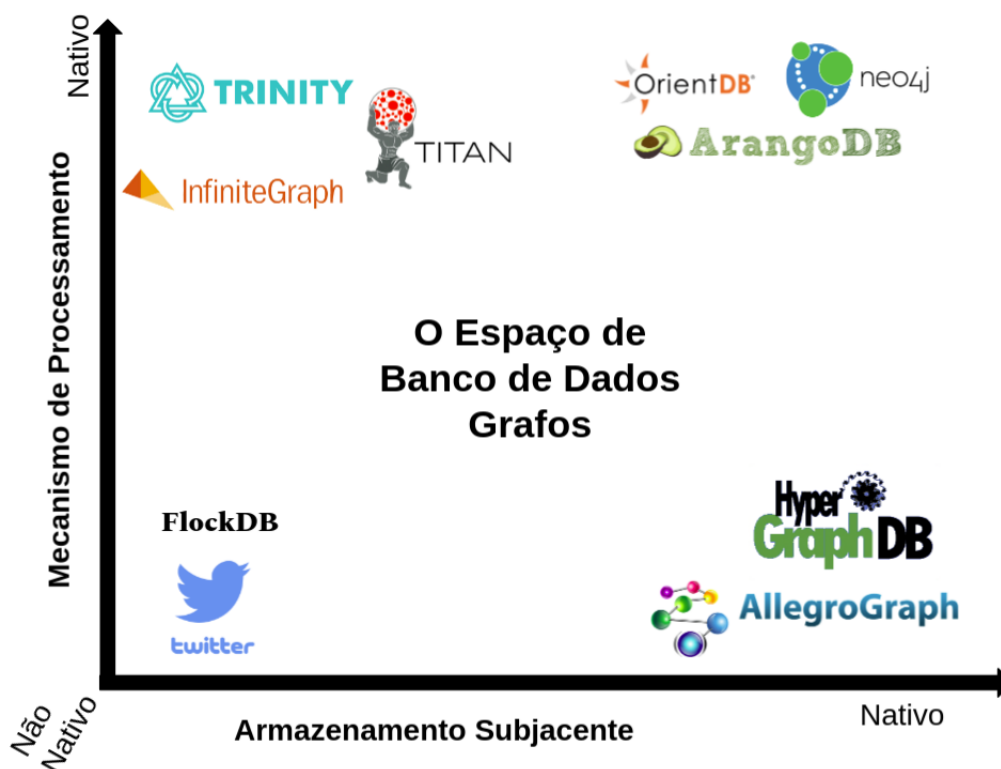 Nativo
Mecanismo de Processamento
TRINITY
TITAN
InfiniteGraph
OrientDB
neo4j
ArangoDB
O Espaço de
Banco de Dados
Grafos
FlockDB
twitter
Hyper
GraphDB
AllegroGraph
Não
Nativo
Armazenamento Subjacente
Nativo